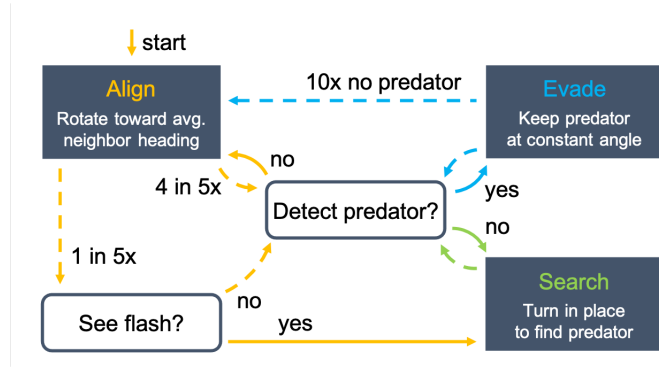 start
Align
Rotate toward avg.
neighbor heading
10x no predator
Evade
Keep predator
at constant angle
no
4 in 5x
Detect predator?
yes
no
1 in 5x
Search
Turn in place
to find predator
no
See flash?
yes